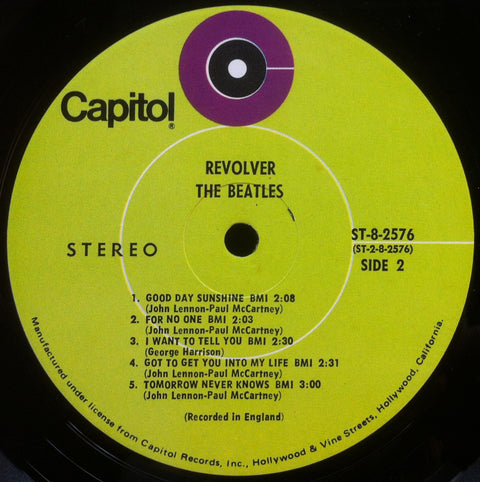 Capitol®
REVOLVER
THE BEATLES
STEREO
ST-8-2576
(ST-2-8-2576)
SIDE 2
1. GOOD DAY SUNSHINE BMI 2:08
(John Lennon-Paul McCartney)
2. FOR NO ONE BMI 2:03
(John Lennon-Paul McCartney)
3. I WANT TO TELL YOU BMI 2:30
(George Harrison)
4. GOT TO GET YOU INTO MY LIFE BMI 2:31
(John Lennon-Paul McCartney)
5. TOMORROW NEVER KNOWS BMI 3:00
(John Lennon-Paul McCartney)
(Recorded in England)
Manufactured under license from Capitol Records, Inc., Hollywood & Vine Streets, Hollywood, California.